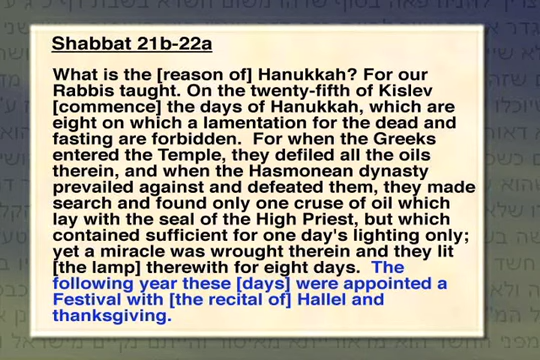 Shabbat 21b-22a
What is the [reason of] Hanukkah? For our
Rabbis taught. On the twenty-fifth of Kislev
[commence] the days of Hanukkah, which are
eight on which a lamentation for the dead and
fasting are forbidden.  For when the Greeks
entered the Temple, they defiled all the oils
therein, and when the Hasmonean dynasty
prevailed against and defeated them, they made
search and found only one cruse of oil which
lay with the seal of the High Priest, but which
contained sufficient for one day's lighting only;
yet a miracle was wrought therein and they lit
[the lamp] therewith for eight days.  The
following year these [days] were appointed a
Festival with [the recital of] Hallel and
thanksgiving.